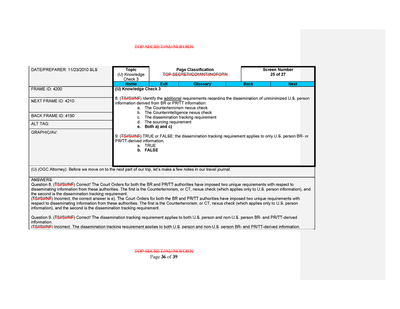 TOP SECRET//COMINT//NOFORN
DATE/PREPARER: 11/23/2010 &LS
Topic
(U) Knowledge
Check 3
Page Classification
TOP SECRET//COMINT//NOFORN
Screen Number
25 of 27
Home Exit Glossary Back Next
FRAME ID: 4200
NEXT FRAME ID: 4210
BACK FRAME ID: 4190
ALT TAG:
GRAPHIC/AV:
(U) Knowledge Check 3
8. (TS//SI//NF) Identify the additional requirements regarding the dissemination of unminimized U.S. person
information derived from BR or PR/TT information:
a. The Counterterrorism nexus check
b. The Counterintelligence nexus check
c. The dissemination tracking requirement
d. The sourcing requirement
e. Both a) and c)
9. (TS//SI//NF) TRUE or FALSE: the dissemination tracking requirement applies to only U.S. person BR- or
PR/TT-derived information.
a. TRUE
b. FALSE
(U) (OGC Attorney): Before we move on to the next part of our trip, let's make a few notes in our travel journal.
ANSWERS:
Question 8: (TS//SI//NF) Correct! The Court Orders for both the BR and PR/TT authorities have imposed two unique requirements with respect to
disseminating information from these authorities. The first is the Counterterrorism, or CT, nexus check (which applies only to U.S. person information), and
the second is the dissemination tracking requirement.
(TS//SI//NF) Incorrect; the correct answer is e). The Court Orders for both the BR and PR/TT authorities have imposed two unique requirements with
respect to disseminating information from these authorities. The first is the Counterterrorism, or CT, nexus check (which applies only to U.S. person
information), and the second is the dissemination tracking requirement.
Question 9: (TS//SI//NF) Correct! The dissemination tracking requirement applies to both U.S. person and non-U.S. person BR- and PR/TT-derived
information.
(TS//SI//NF) Incorrect. The dissemination tracking requirement applies to both U.S. person and non-U.S. person BR- and PR/TT-derived information.
TOP SECRET//COMINT//NOFORN
Page 36 of 39